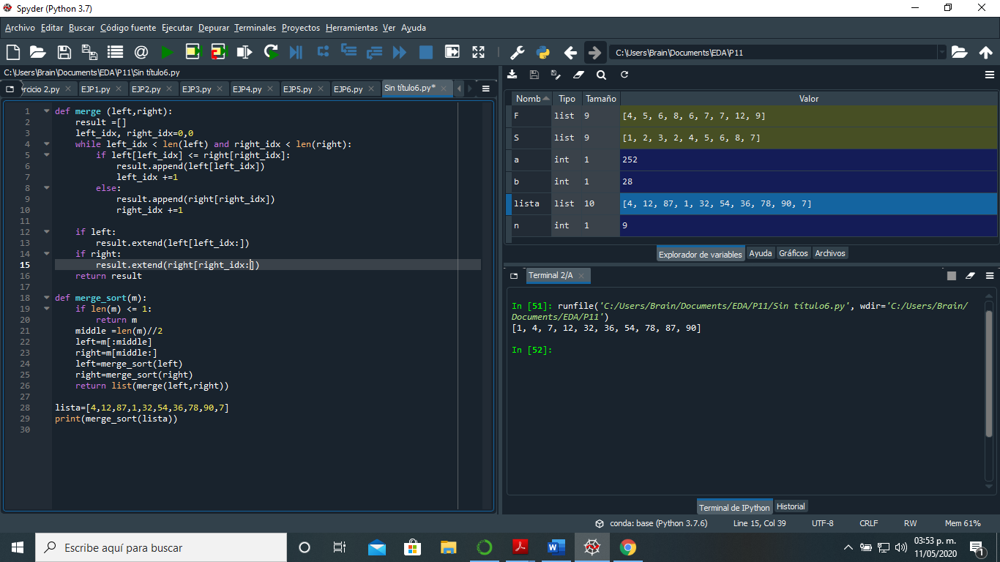 Spyder (Python 3.7)
Archivo Editar Buscar Código fuente Ejecutar Depurar Terminales Proyectos Herramientas Ver Ayuda
C:\Users\Brain\Documents\EDA\P11
C:\Users\Brain\Documents\EDA\P11\Sin título6.py
rcicio 2.py EJP1.py EJP2.py EJP3.py EJP4.py EJP5.py EJP6.py Sin título6.py*
1 def merge (left,right):
2 result =[]
3 left_idx, right_idx=0,0
4 while left_idx < len(left) and right_idx < len(right):
5 if left[left_idx] <= right[right_idx]:
6 result.append(left[left_idx])
7 left_idx +=1
8 else:
9 result.append(right[right_idx])
10 right_idx +=1
11
12 if left:
13 result.extend(left[left_idx:])
14 if right:
15 result.extend(right[right_idx:])
16 return result
17
18 def merge_sort(m):
19 if len(m) <= 1:
20 return m
21 middle =len(m)//2
22 left=m[:middle]
23 right=m[middle:]
24 left=merge_sort(left)
25 right=merge_sort(right)
26 return list(merge(left,right))
27
28 lista=[4,12,87,1,32,54,36,78,90,7]
29 print(merge_sort(lista))
30
Nomb Tipo Tamaño Valor
F list 9 [4, 5, 6, 8, 6, 7, 7, 12, 9]
S list 9 [1, 2, 3, 2, 4, 5, 6, 8, 7]
a int 1 252
b int 1 28
lista list 10 [4, 12, 87, 1, 32, 54, 36, 78, 90, 7]
n int 1 9
Explorador de variables Ayuda Gráficos Archivos
Terminal 2/A
In [51]: runfile('C:/Users/Brain/Documents/EDA/P11/Sin título6.py', wdir='C:/Users/Brain/
Documents/EDA/P11')
[1, 4, 7, 12, 32, 36, 54, 78, 87, 90]
In [52]:
Terminal de IPython Historial
conda: base (Python 3.7.6) Line 15, Col 39 UTF-8 CRLF RW Mem 61%
Escribe aquí para buscar
03:53 p. m.
11/05/2020
1